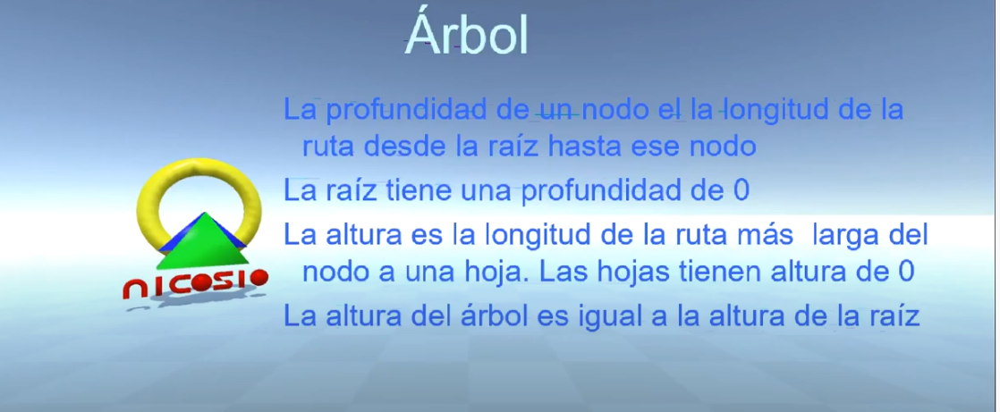 Árbol
La profundidad de un nodo el la longitud de la
ruta desde la raíz hasta ese nodo
La raíz tiene una profundidad de 0
La altura es la longitud de la ruta más larga del
nodo a una hoja. Las hojas tienen altura de 0
La altura del árbol es igual a la altura de la raíz
NICOSIO